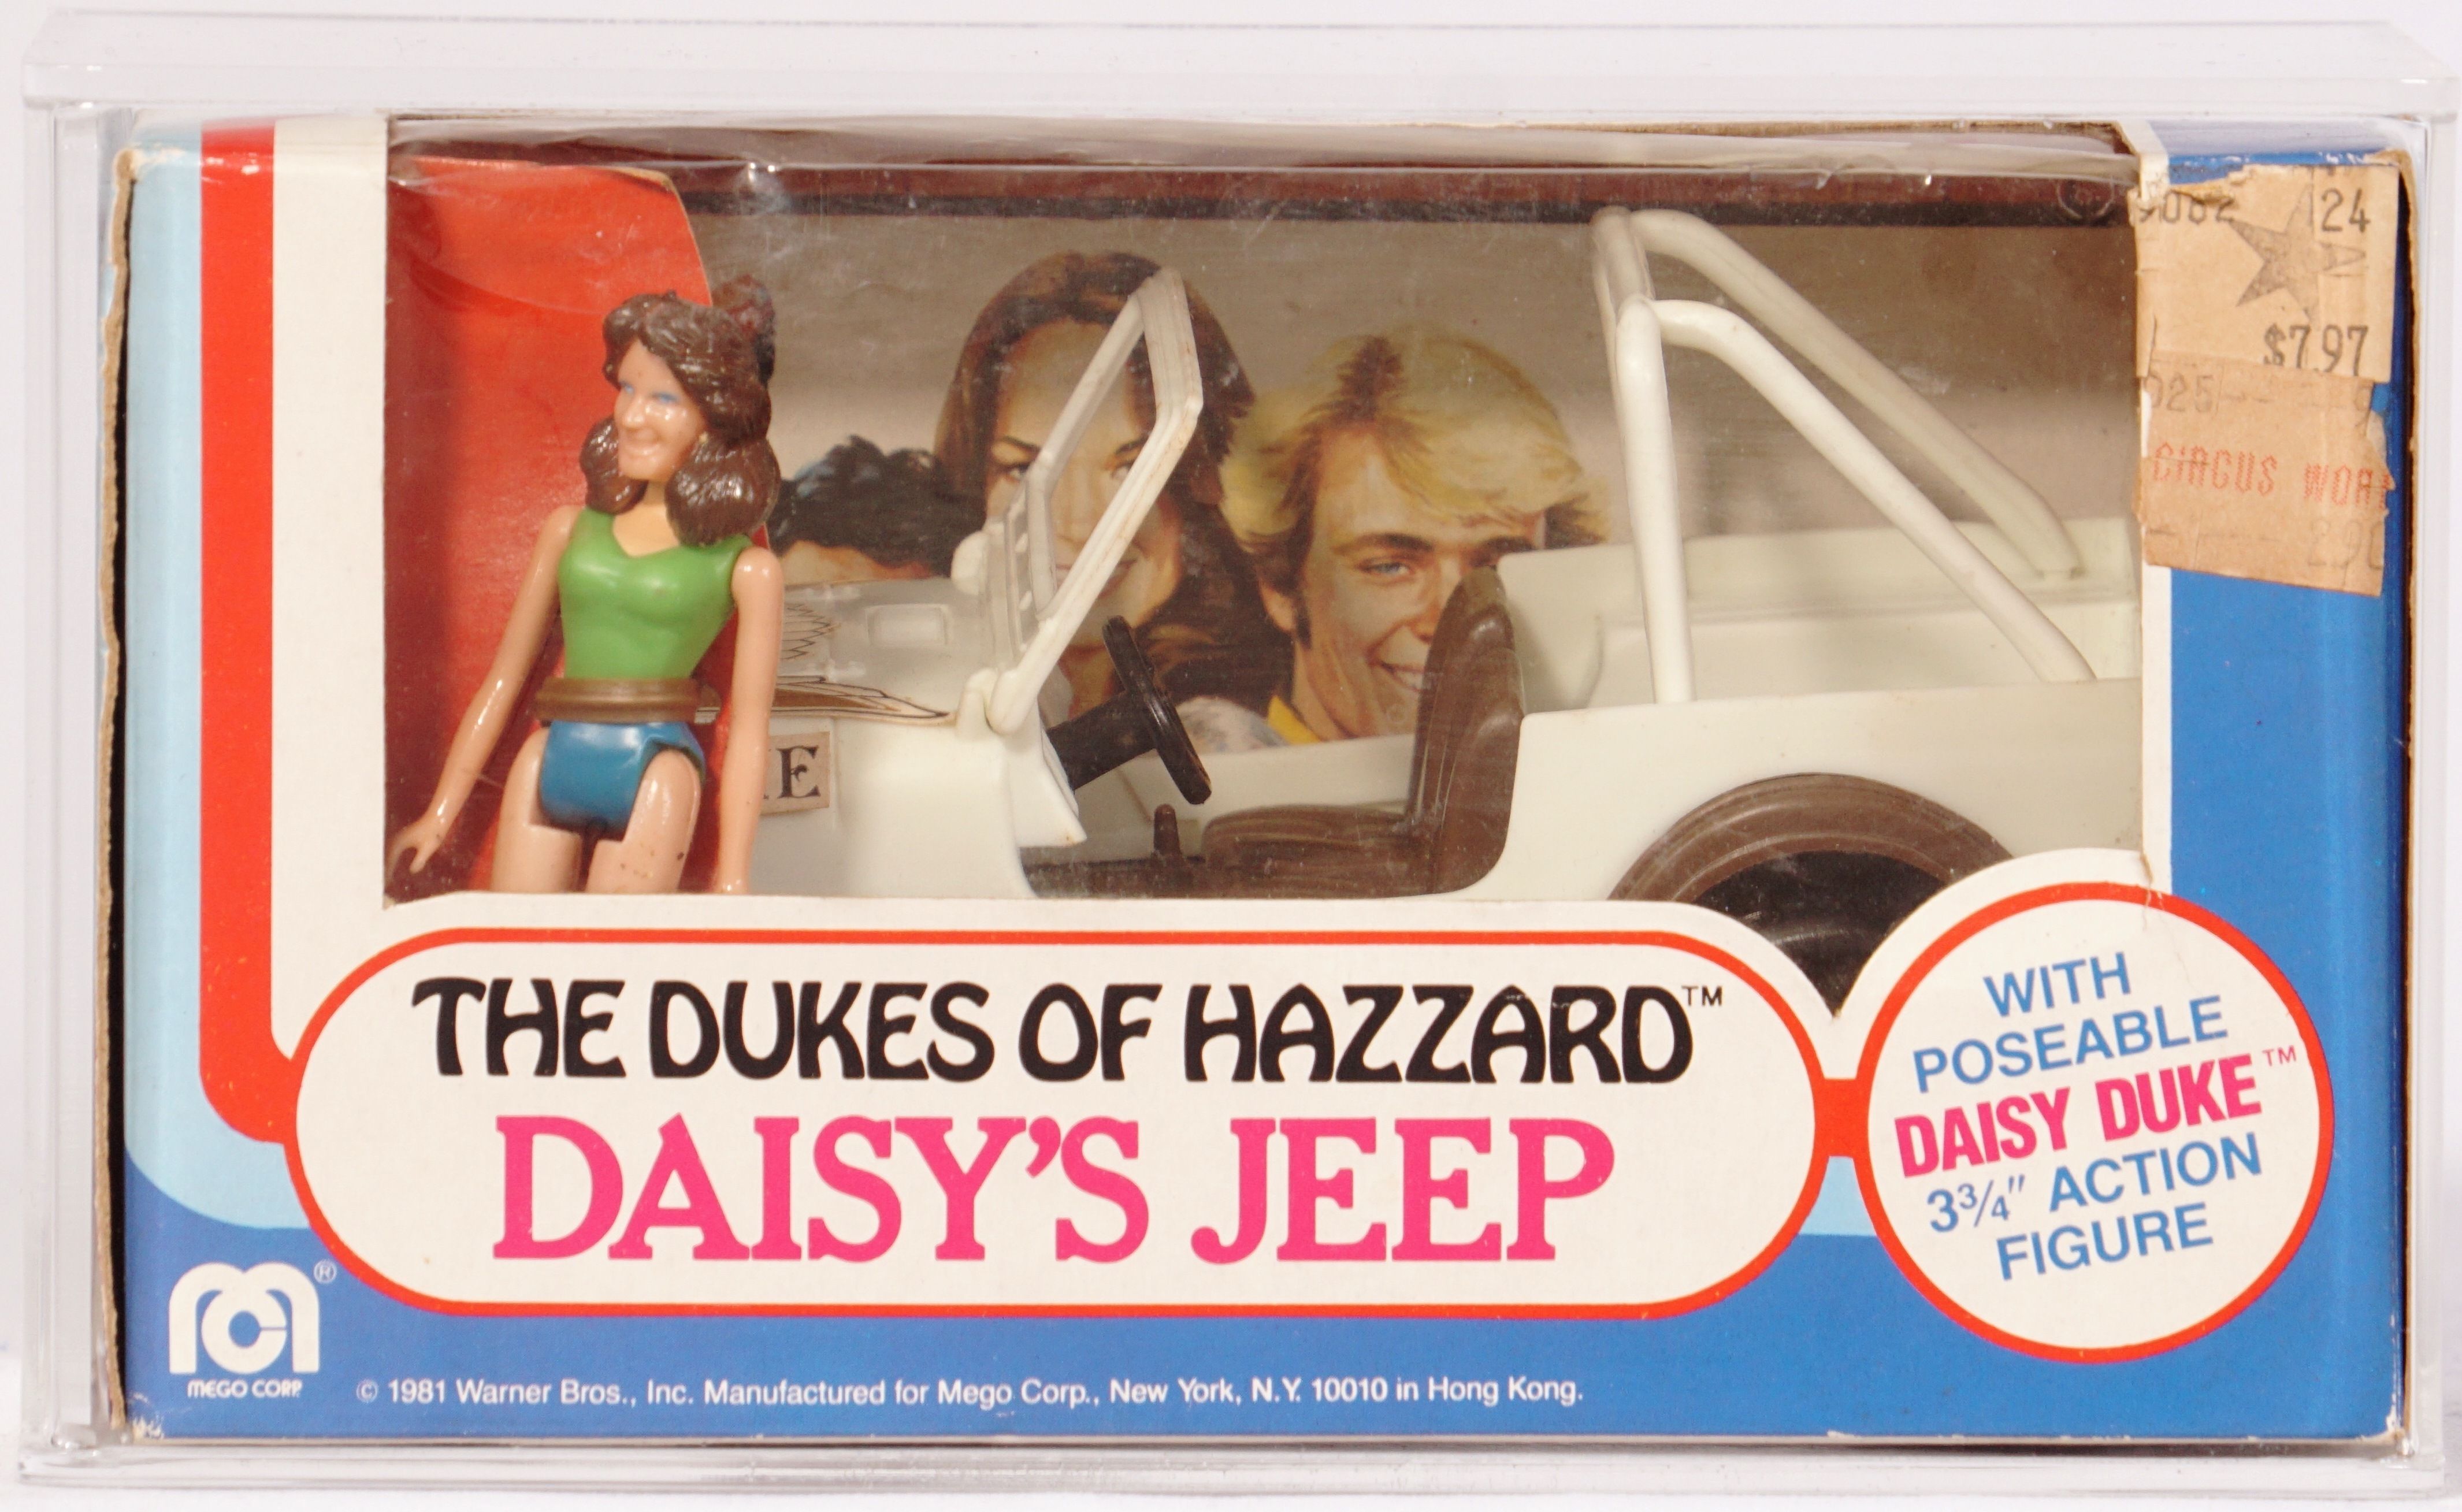 24
$7.97
CIRCUS
THE DUKES OF HAZZARD™
DAISY'S JEEP
WITH
POSEABLE
DAISY DUKE™
3¾" ACTION
FIGURE
MEGO CORP.
© 1981 Warner Bros., Inc. Manufactured for Mego Corp., New York, N.Y. 10010 in Hong Kong.